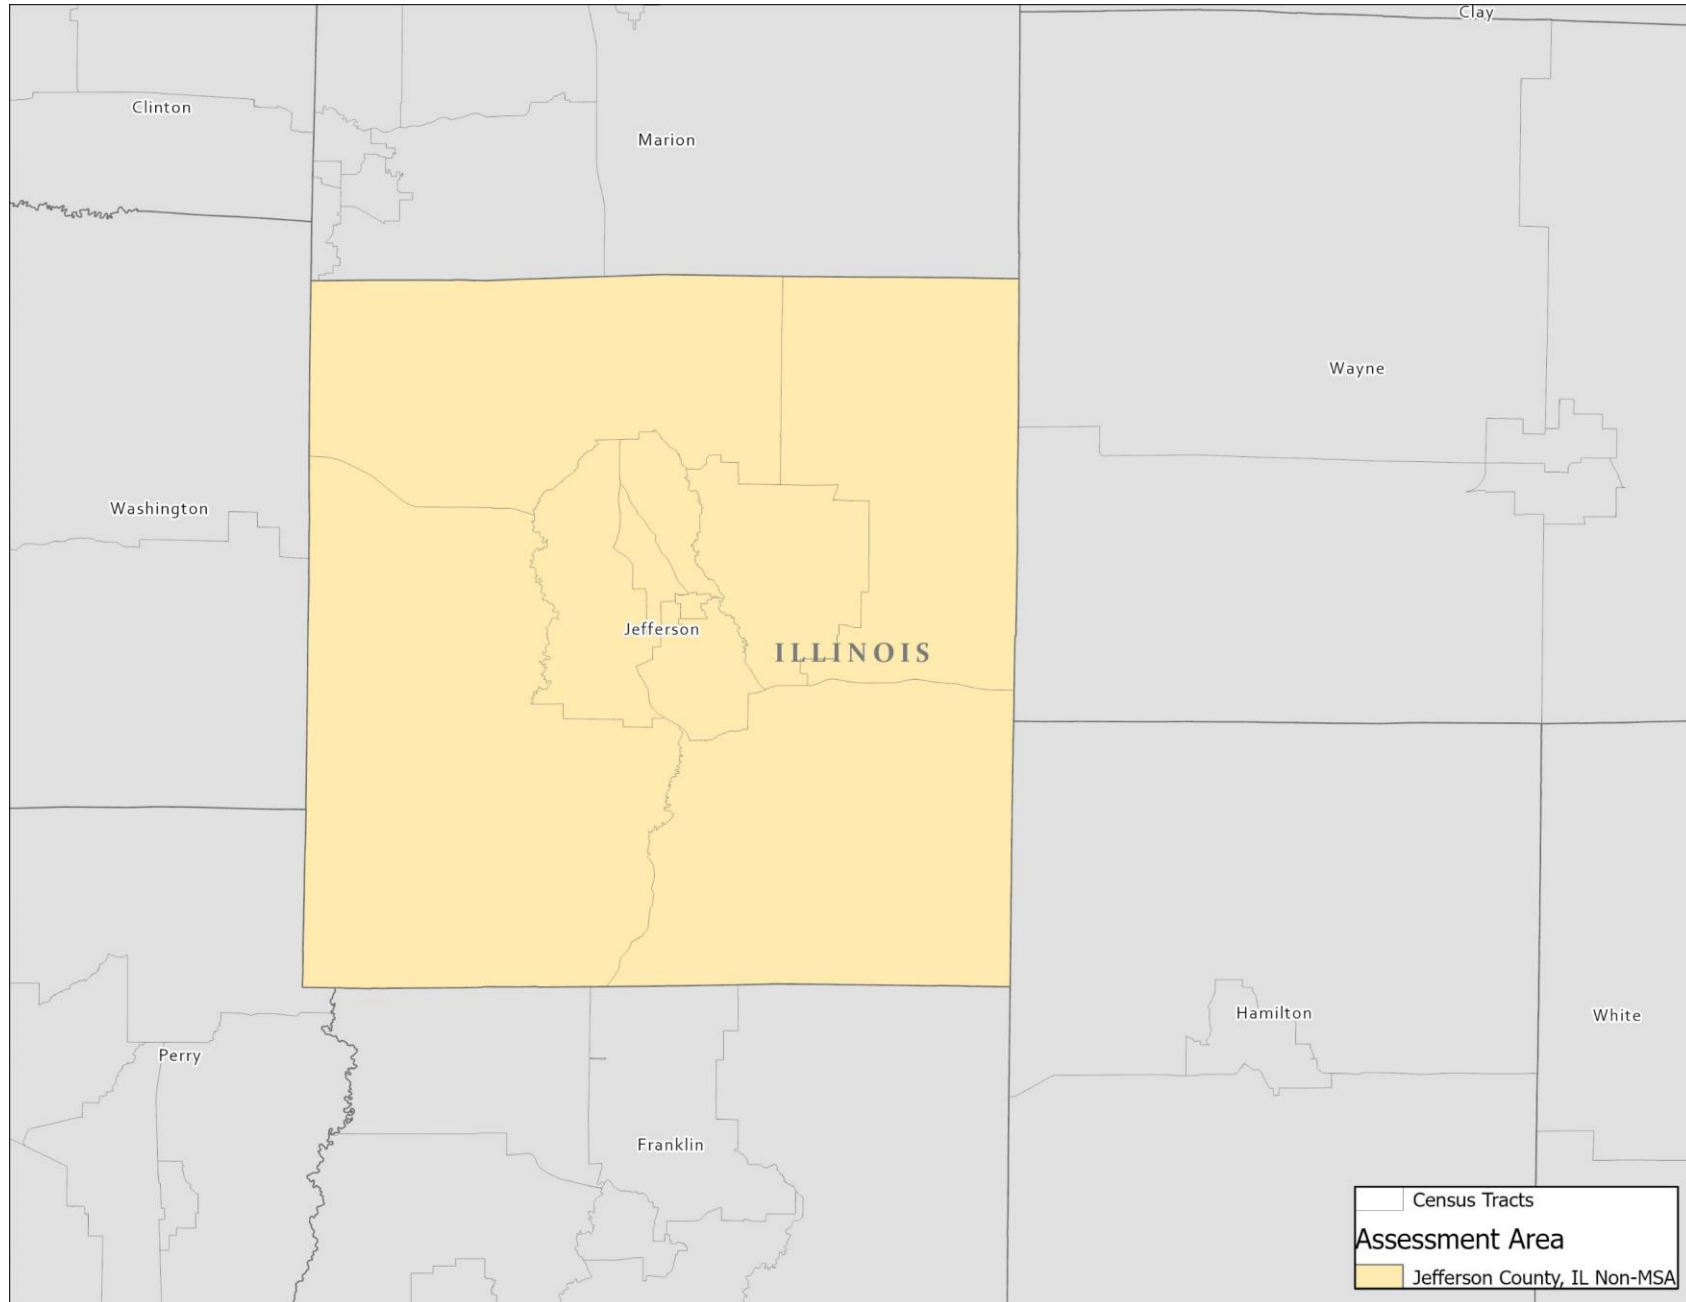 Clay
Clinton
Marion
Wayne
Washington
Jefferson
ILLINOIS
Hamilton
White
Perry
Franklin
Census Tracts
Assessment Area
Jefferson County, IL Non-MSA